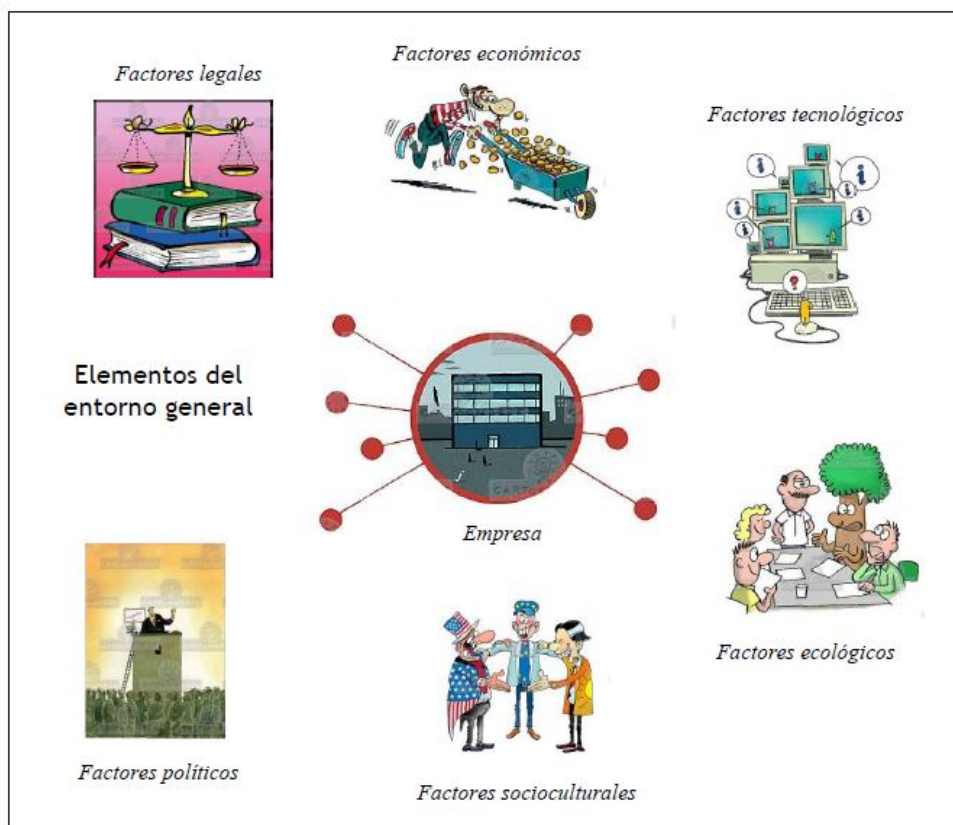 Factores legales
Factores económicos
Factores tecnológicos
Elementos del
entorno general
Empresa
Factores ecológicos
Factores políticos
Factores socioculturales